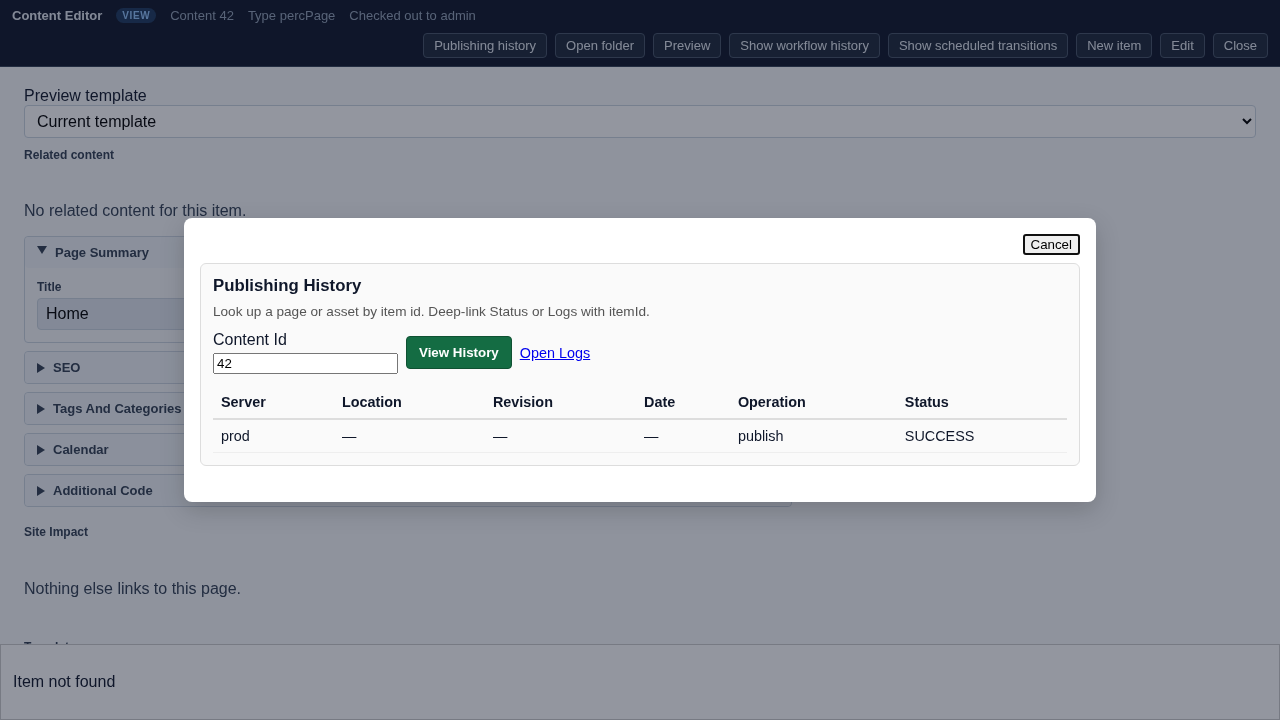 Content Editor VIEW Content 42 Type percPage Checked out to admin
Publishing history Open folder Preview Show workflow history Show scheduled transitions New item Edit Close
Preview template
Current template
Related content
No related content for this item.
Page Summary
Title
Home
SEO
Tags And Categories
Calendar
Additional Code
Cancel
Publishing History
Look up a page or asset by item id. Deep-link Status or Logs with itemId.
Content Id
42 View History Open Logs
Server Location Revision Date Operation Status
prod — — — publish SUCCESS
Site Impact
Nothing else links to this page.
Item not found